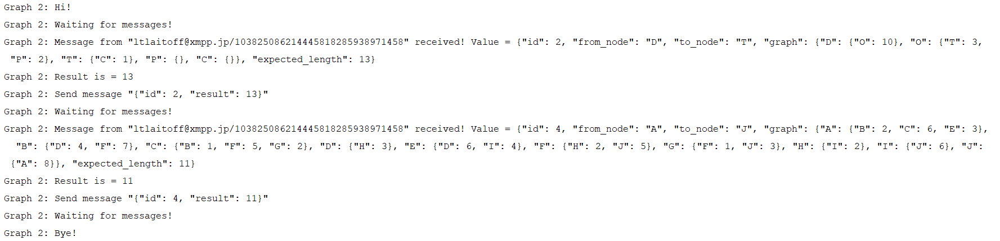 Graph 2: Hi!
Graph 2: Waiting for messages!
Graph 2: Message from "ltlaitoff@xmpp.jp/1038250862144458182859389714​58" received! Value = {"id": 2, "from_node": "D", "to_node": "T", "graph": {"D": {"O": 10}, "O": {"T": 3,
"P": 2}, "T": {"C": 1}, "P": {}, "C": {}}, "expected_length": 13}
Graph 2: Result is = 13
Graph 2: Send message "{"id": 2, "result": 13}"
Graph 2: Waiting for messages!
Graph 2: Message from "ltlaitoff@xmpp.jp/103825086214445818285938971458" received! Value = {"id": 4, "from_node": "A", "to_node": "J", "graph": {"A": {"B": 2, "C": 6, "E": 3},
"B": {"D": 4, "F": 7}, "C": {"B": 1, "F": 5, "G": 2}, "D": {"H": 3}, "E": {"D": 6, "I": 4}, "F": {"H": 2, "J": 5}, "G": {"F": 1, "J": 3}, "H": {"I": 2}, "I": {"J": 6}, "J":
{"A": 8}}, "expected_length": 11}
Graph 2: Result is = 11
Graph 2: Send message "{"id": 4, "result": 11}"
Graph 2: Waiting for messages!
Graph 2: Bye!